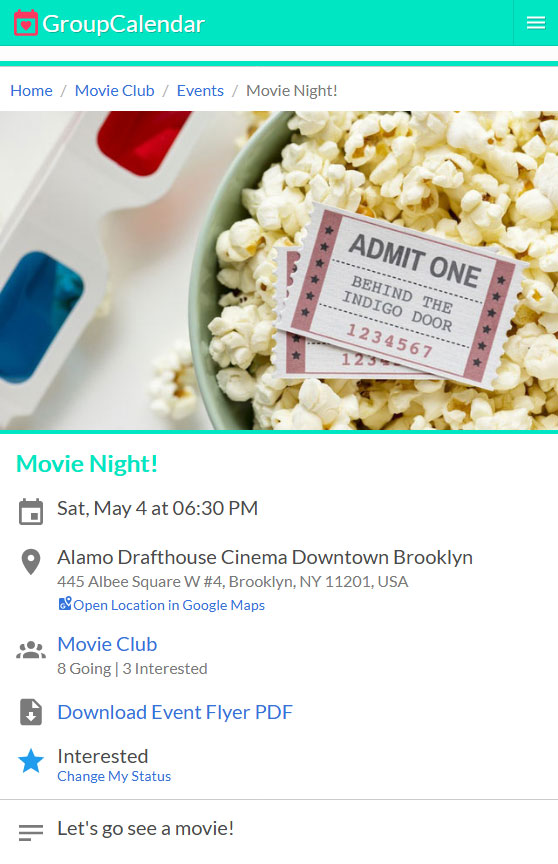 GroupCalendar
Home / Movie Club / Events / Movie Night!
ADMIT ONE
BEHIND THE
INDIGO DOOR
1234567
Movie Night!
Sat, May 4 at 06:30 PM
Alamo Drafthouse Cinema Downtown Brooklyn
445 Albee Square W #4, Brooklyn, NY 11201, USA
Open Location in Google Maps
Movie Club
8 Going | 3 Interested
Download Event Flyer PDF
Interested
Change My Status
Let's go see a movie!